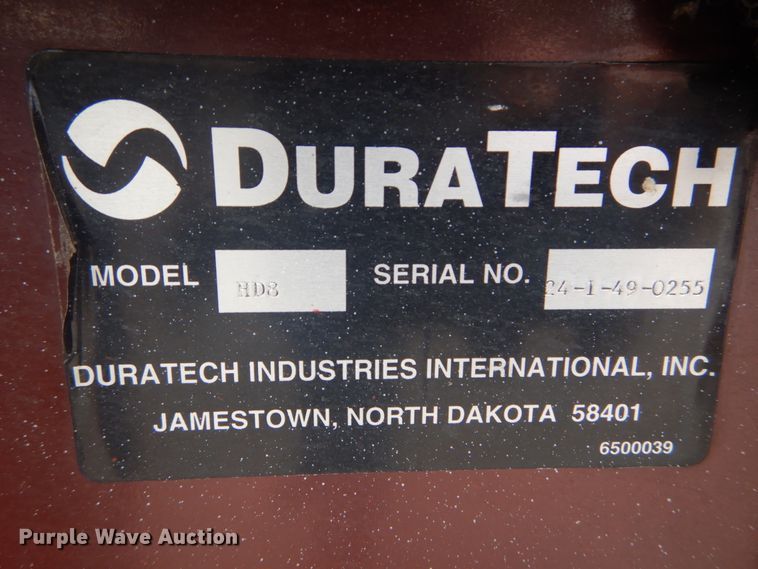 DURATECH
MODEL HD8 SERIAL NO. 24-1-49-0255
DURATECH INDUSTRIES INTERNATIONAL, INC.
JAMESTOWN, NORTH DAKOTA 58401
6500039
Purple Wave Auction